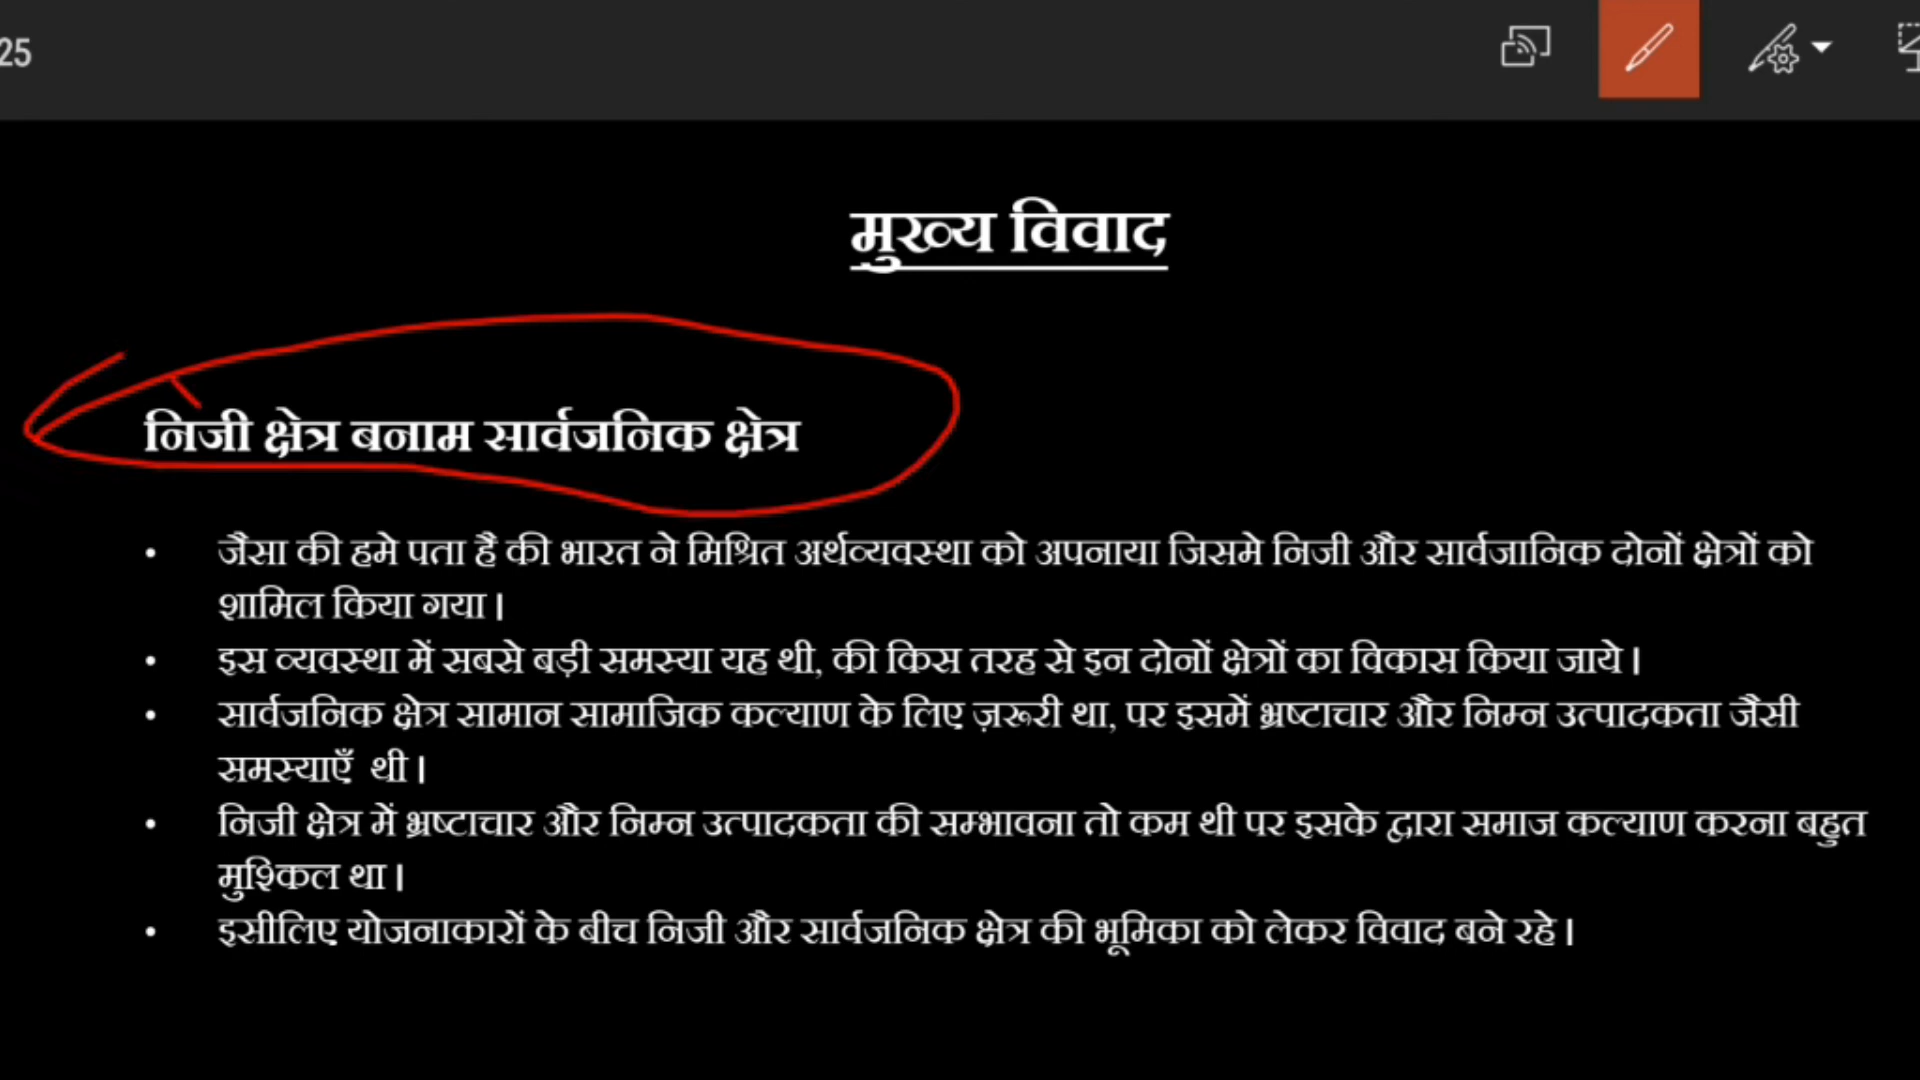 25
मुख्य विवाद
निजी क्षेत्र बनाम सार्वजनिक क्षेत्र
• जैसा की हमे पता है की भारत ने मिश्रित अर्थव्यवस्था को अपनाया जिसमे निजी और सार्वजानिक दोनों क्षेत्रों को
शामिल किया गया।
• इस व्यवस्था में सबसे बड़ी समस्या यह थी, की किस तरह से इन दोनों क्षेत्रों का विकास किया जाये।
• सार्वजनिक क्षेत्र सामान सामाजिक कल्याण के लिए ज़रूरी था, पर इसमें भ्रष्टाचार और निम्न उत्पादकता जैसी
समस्याएँ थी।
• निजी क्षेत्र में भ्रष्टाचार और निम्न उत्पादकता की सम्भावना तो कम थी पर इसके द्वारा समाज कल्याण करना बहुत
मुश्किल था।
• इसीलिए योजनाकारों के बीच निजी और सार्वजनिक क्षेत्र की भूमिका को लेकर विवाद बने रहे।